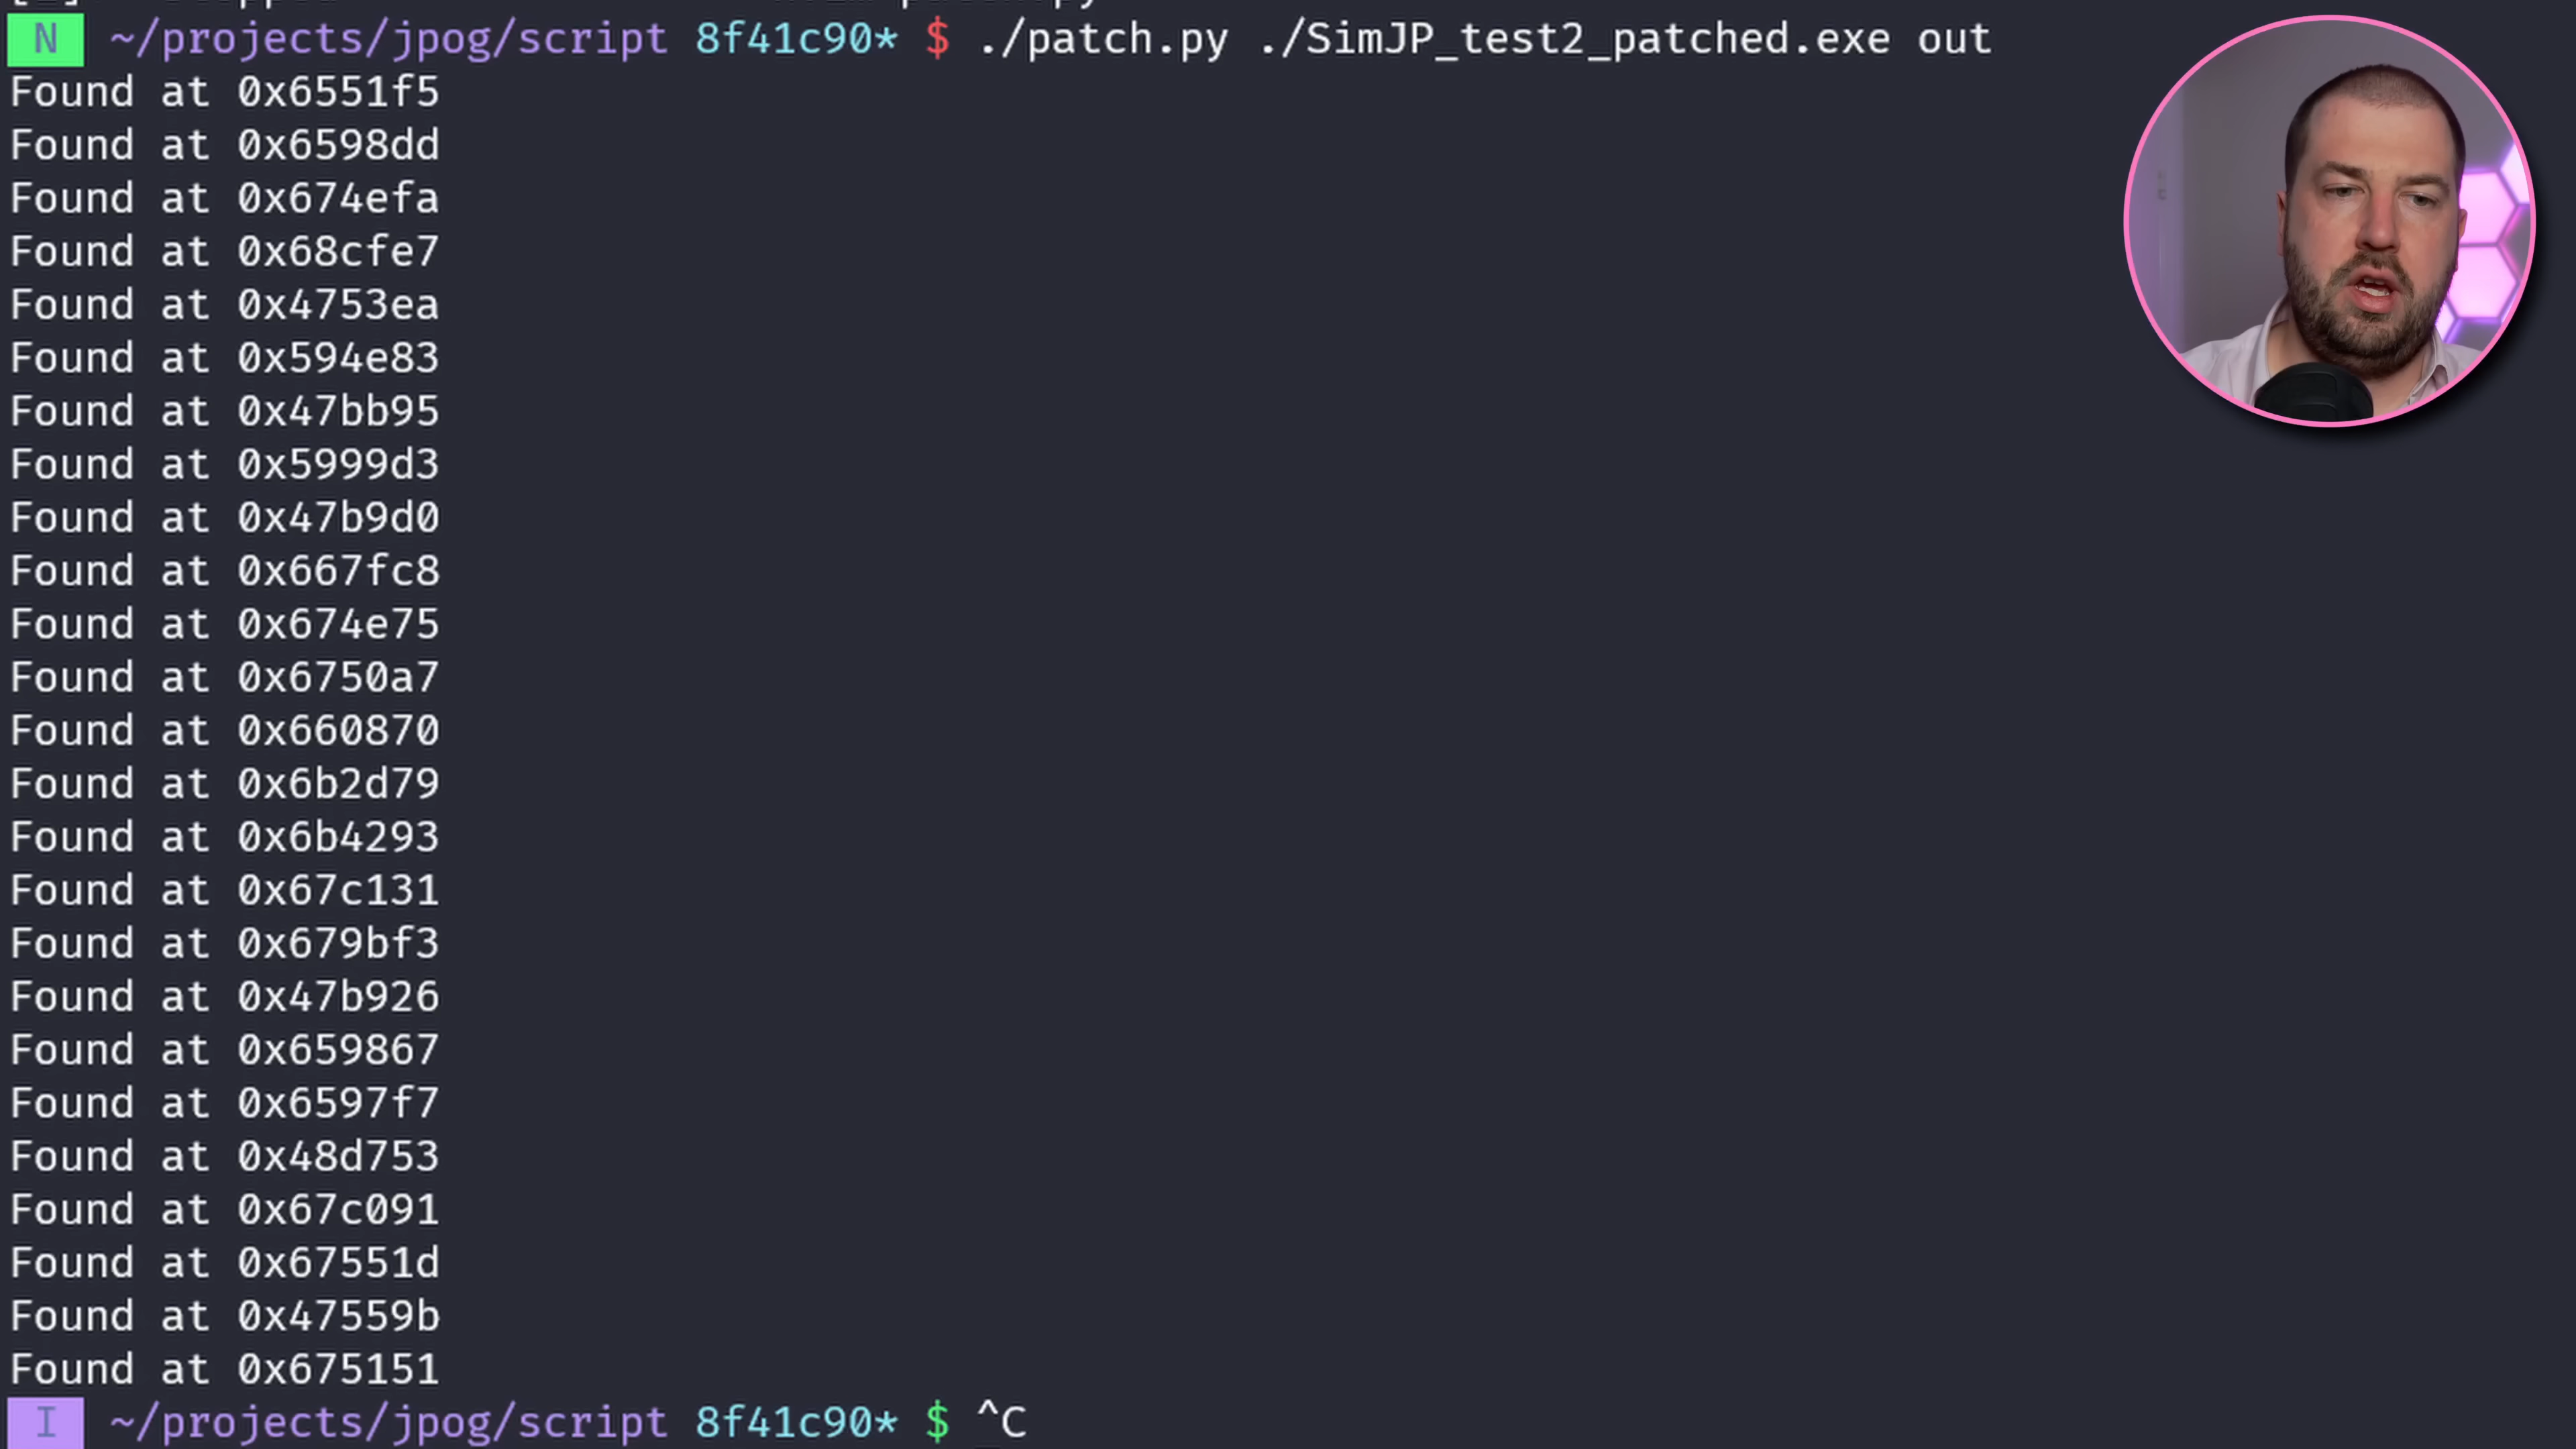 N ~/projects/jpog/script 8f41c90* $ ./patch.py ./SimJP_test2_patched.exe out
Found at 0x6551f5
Found at 0x6598dd
Found at 0x674efa
Found at 0x68cfe7
Found at 0x4753ea
Found at 0x594e83
Found at 0x47bb95
Found at 0x5999d3
Found at 0x47b9d0
Found at 0x667fc8
Found at 0x674e75
Found at 0x6750a7
Found at 0x660870
Found at 0x6b2d79
Found at 0x6b4293
Found at 0x67c131
Found at 0x679bf3
Found at 0x47b926
Found at 0x659867
Found at 0x6597f7
Found at 0x48d753
Found at 0x67c091
Found at 0x67551d
Found at 0x47559b
Found at 0x675151
I ~/projects/jpog/script 8f41c90* $ ^C